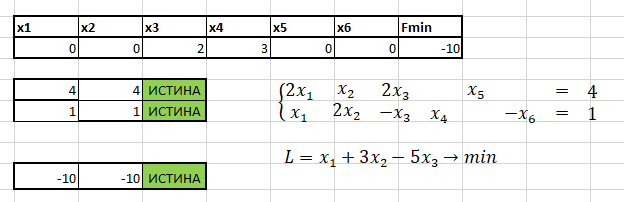 x1 x2 x3 x4 x5 x6 Fmin
0 0 2 3 0 0 -10
4 4 ИСТИНА
1 1 ИСТИНА
{2x₁ x₂ 2x₃ x₅ = 4
x₁ 2x₂ −x₃ x₄ −x₆ = 1
L = x₁ + 3x₂ − 5x₃ → min
-10 -10 ИСТИНА